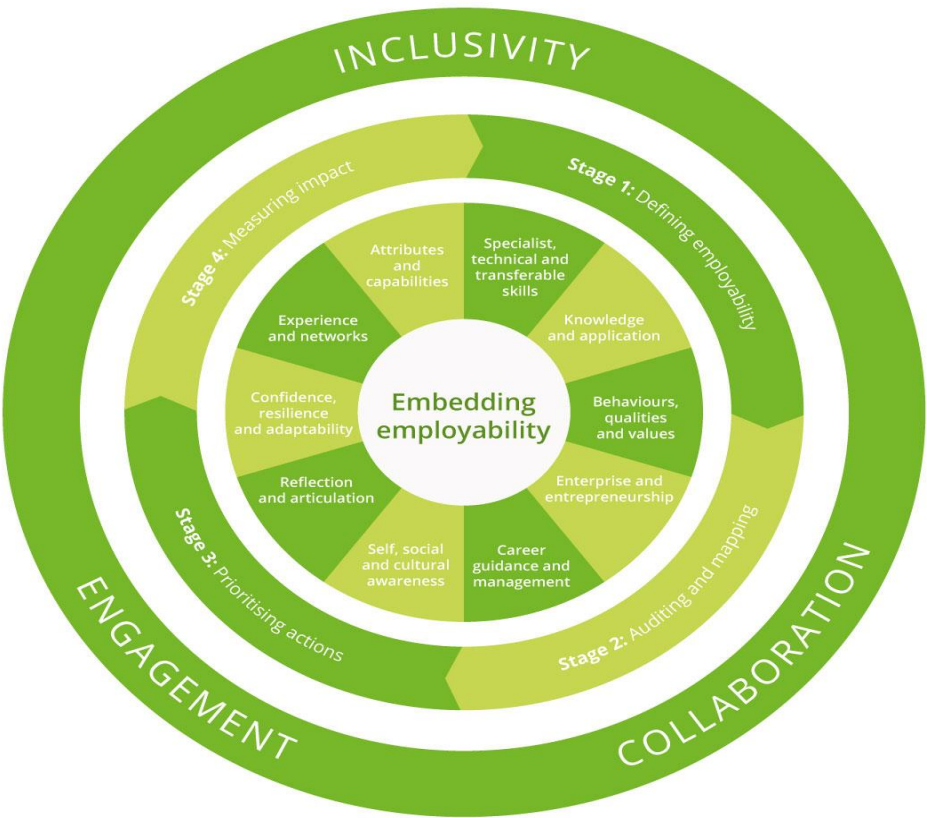 INCLUSIVITY
Stage 1: Defining employability
Stage 4: Measuring impact
Attributes
and
capabilities
Specialist,
technical and
transferable
skills
Experience
and networks
Knowledge
and application
Confidence,
resilience
and adaptability
Embedding
employability
Behaviours,
qualities
and values
Reflection
and articulation
Enterprise and
entrepreneurship
Self, social
and cultural
awareness
Career
guidance and
management
Stage 3: Prioritising actions
Stage 2: Auditing and mapping
ENGAGEMENT
COLLABORATION